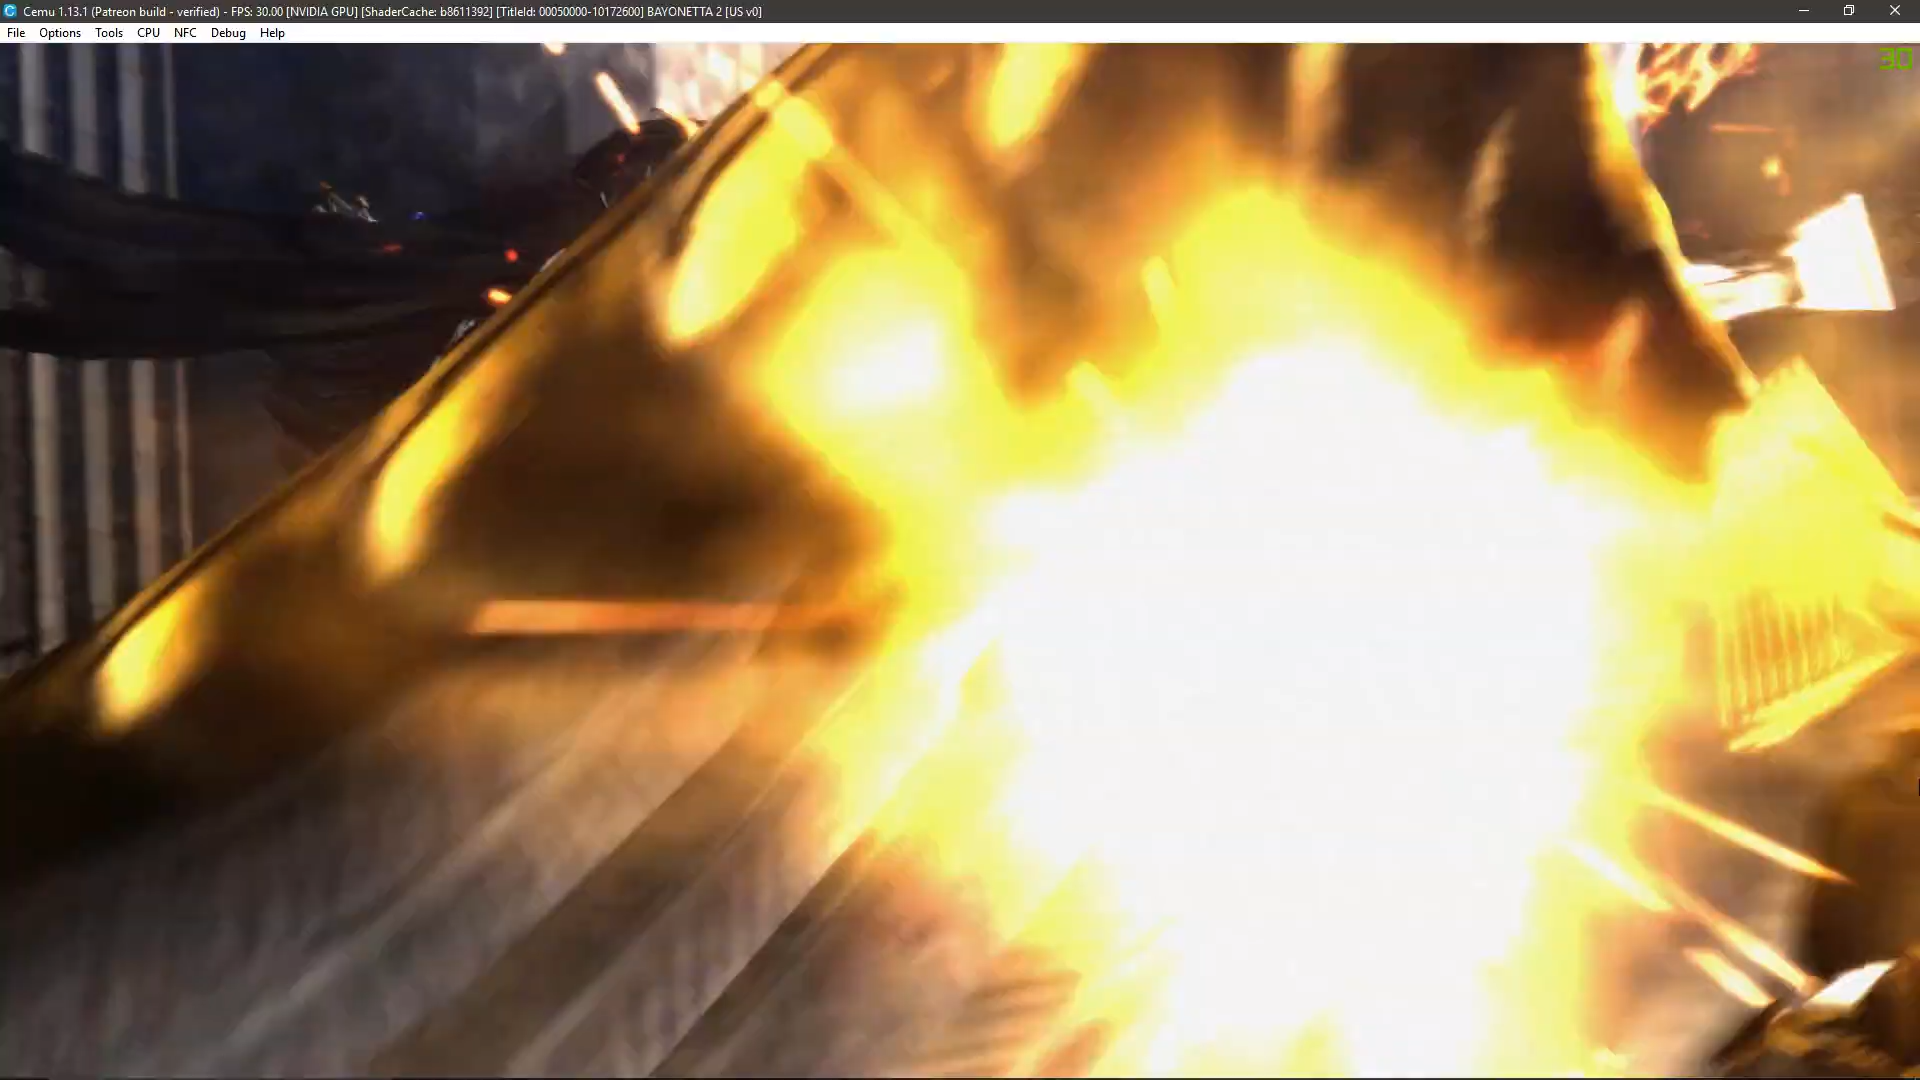 Cemu 1.13.1 (Patreon build - verified) - FPS: 30.00 [NVIDIA GPU] [ShaderCache: b8611392] [TitleId: 00050000-10172600] BAYONETTA 2 [US v0]
File Options Tools CPU NFC Debug Help
30